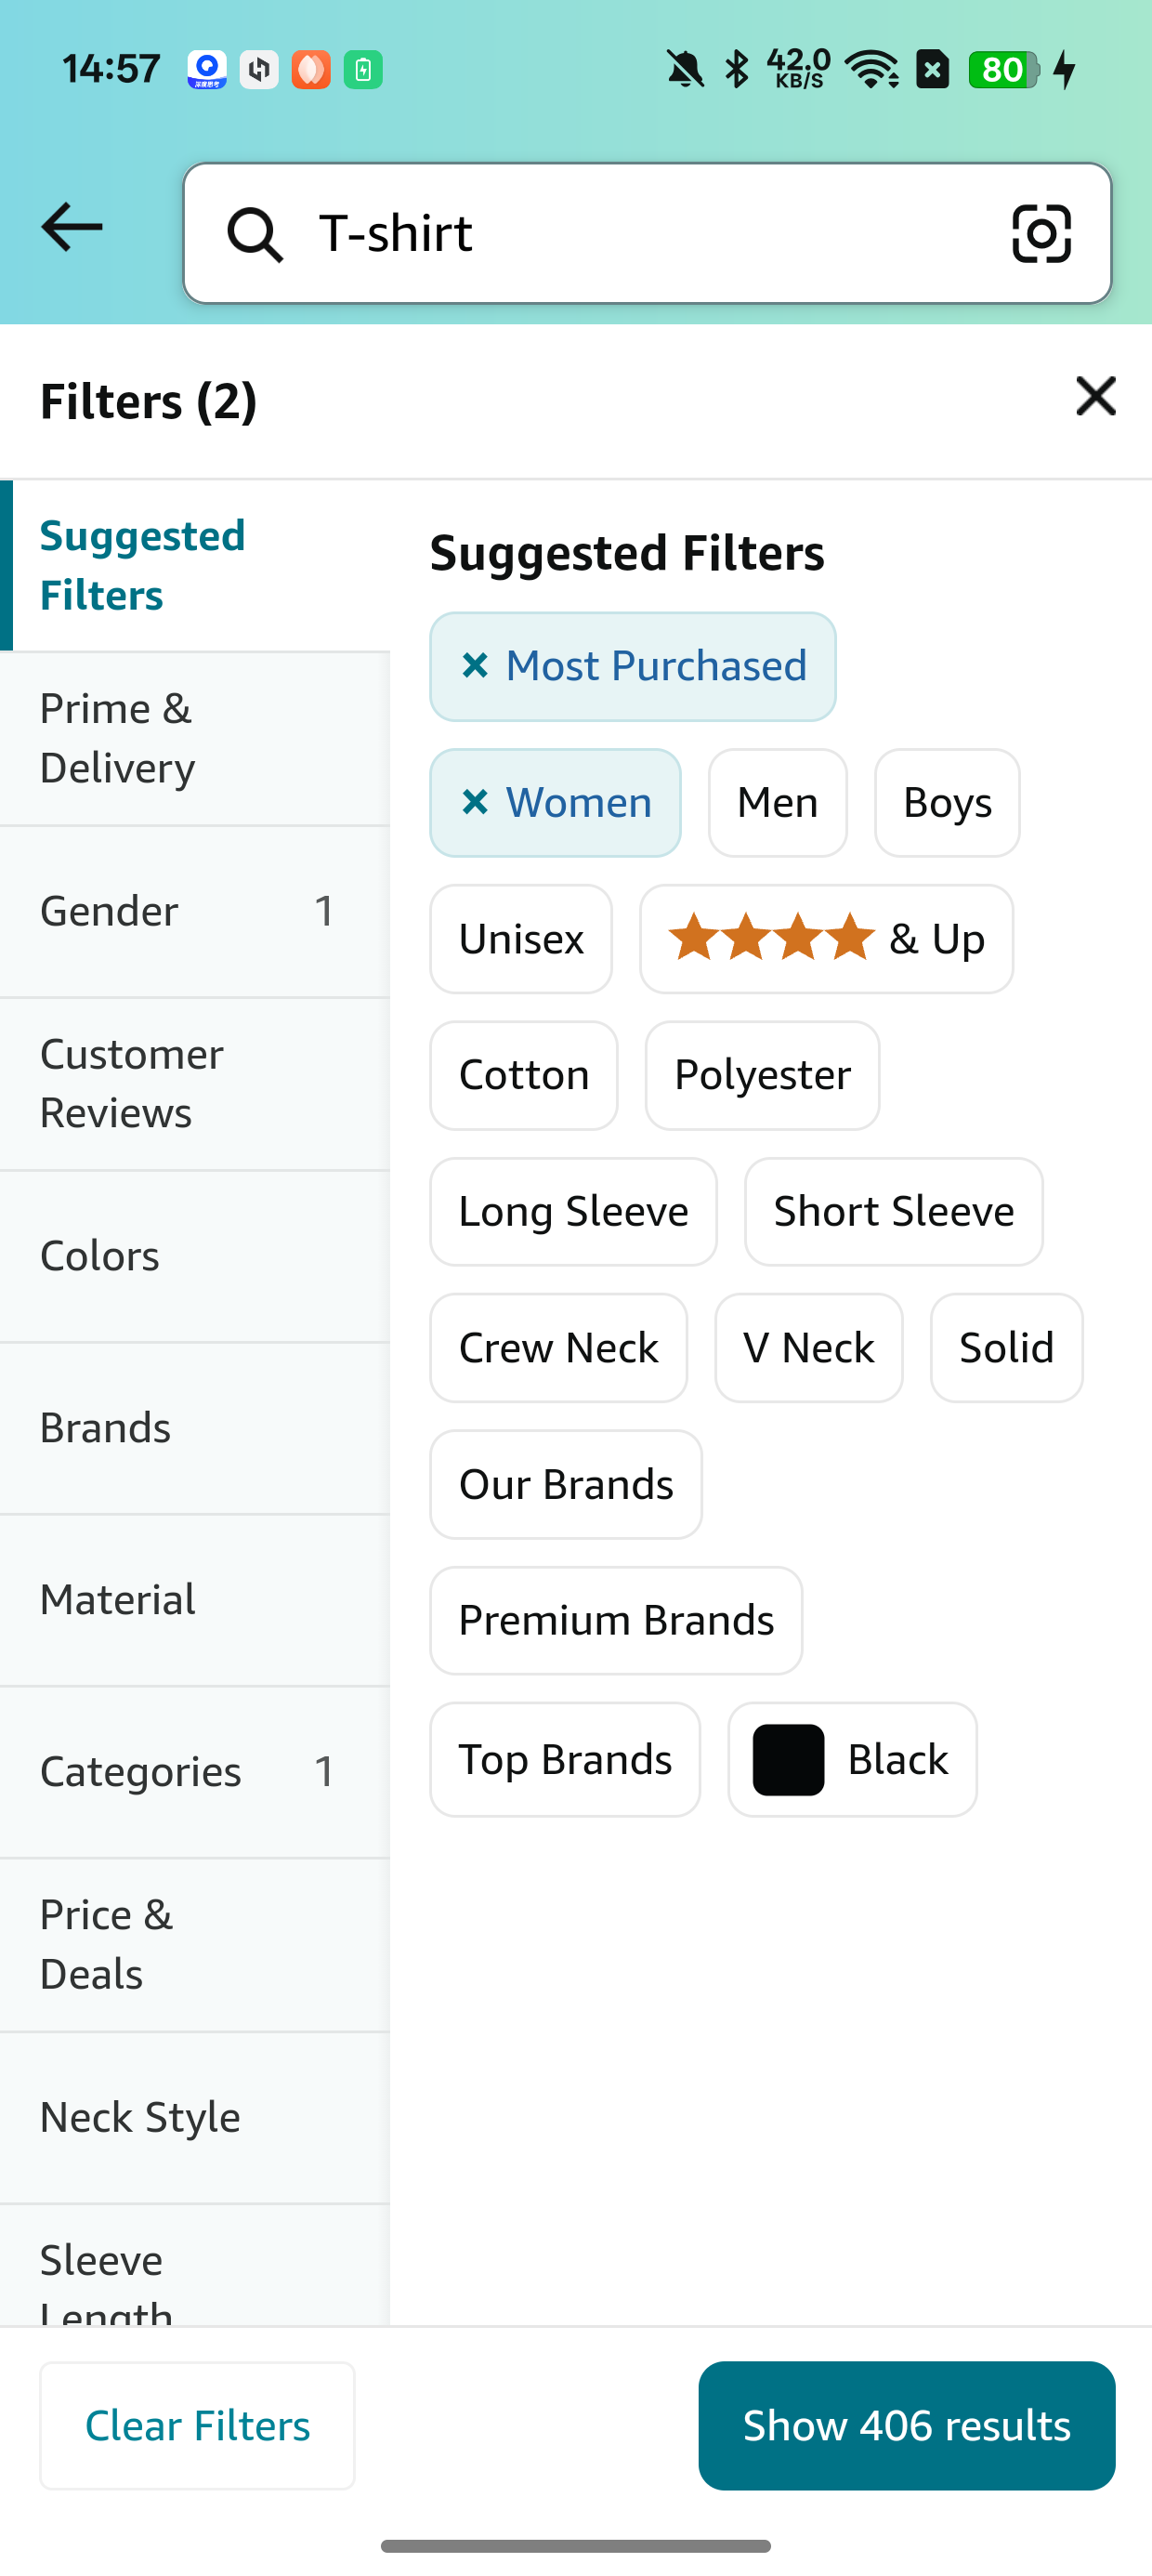 14:57
42.0
KB/S
80
T-shirt
Filters (2)
Suggested
Filters
Prime &
Delivery
Gender 1
Customer
Reviews
Colors
Brands
Material
Categories 1
Price &
Deals
Neck Style
Sleeve
Length
Suggested Filters
Most Purchased
Women Men Boys
Unisex & Up
Cotton Polyester
Long Sleeve Short Sleeve
Crew Neck V Neck Solid
Our Brands
Premium Brands
Top Brands Black
Clear Filters Show 406 results